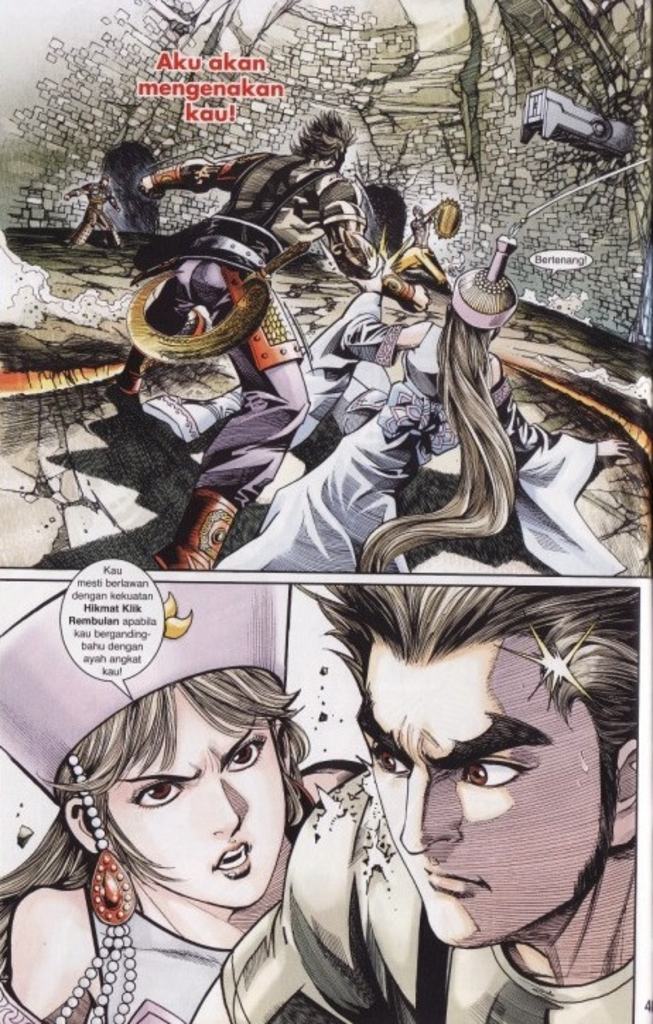 Aku akan
mengenakan
kau!
Bertenang!
Kau
mesti berlawan
dengan kekuatan
Hikmat Klik
Rembulan apabila
kau berganding-
bahu dengan
ayah angkat
kau!